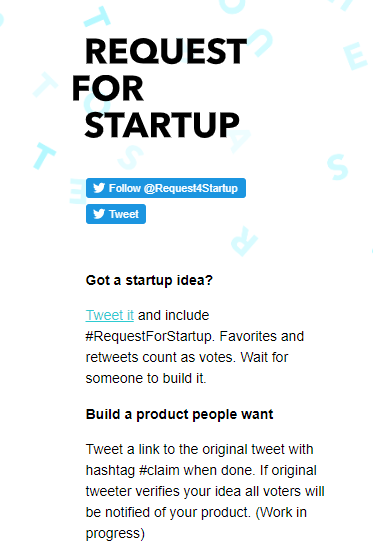 REQUEST
FOR
STARTUP
Follow @Request4Startup
Tweet
Got a startup idea?
Tweet it and include
#RequestForStartup. Favorites and
retweets count as votes. Wait for
someone to build it.
Build a product people want
Tweet a link to the original tweet with
hashtag #claim when done. If original
tweeter verifies your idea all voters will
be notified of your product. (Work in
progress)